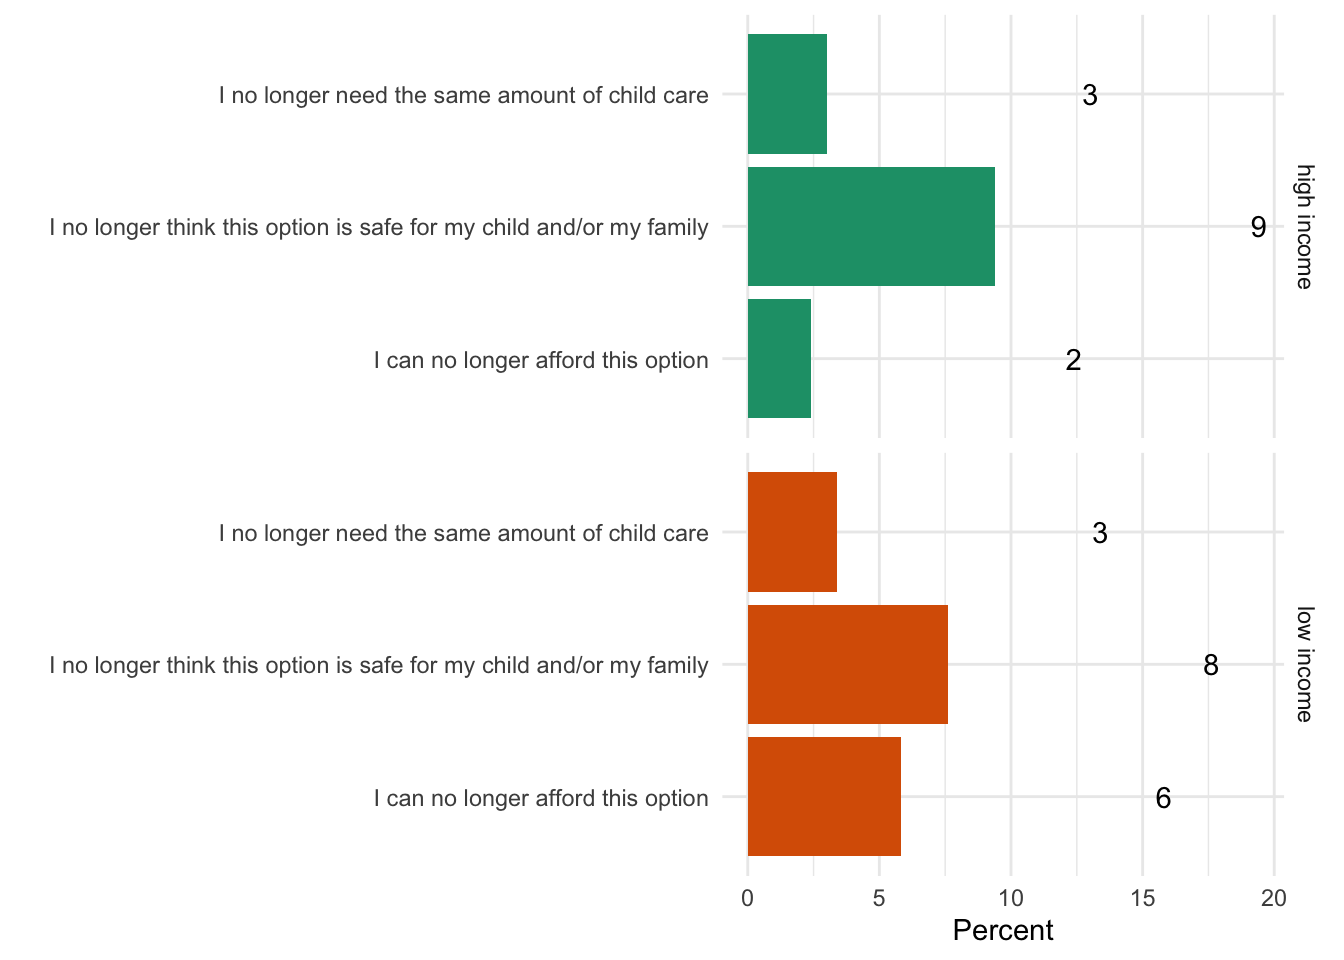 I no longer need the same amount of child care
3
I no longer think this option is safe for my child and/or my family
9
I can no longer afford this option
2
high income
I no longer need the same amount of child care
3
I no longer think this option is safe for my child and/or my family
8
I can no longer afford this option
6
low income
0 5 10 15 20
Percent